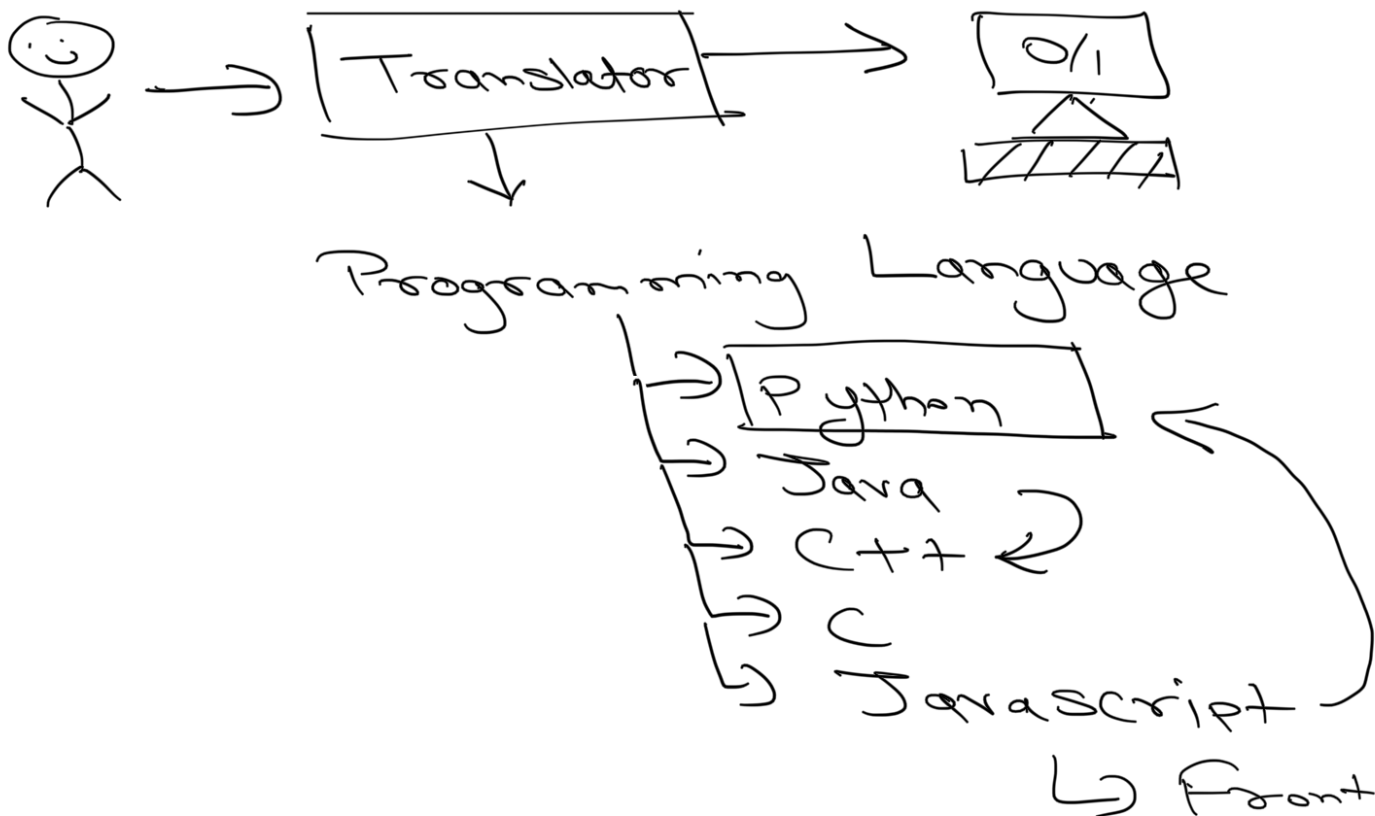 Translator
0/1
Programming Language
Python
Java
C++
C
Javascript
Front